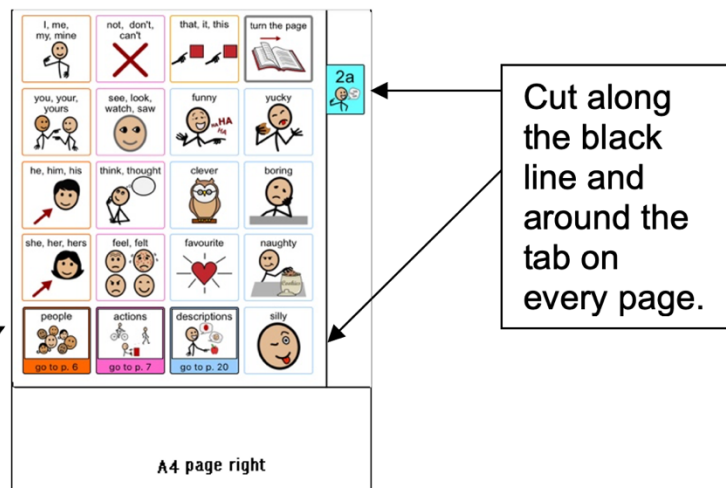 I, me,
my, mine
not, don't,
can't
that, it, this
turn the page
2a
you, your,
yours
see, look,
watch, saw
funny
HA HA
HA
yucky
he, him, his
think, thought
clever
boring
she, her, hers
feel, felt
favourite
naughty
Cookies
people
go to p. 6
actions
go to p. 7
descriptions
go to p. 20
silly
A4 page right
Cut along
the black
line and
around the
tab on
every page.